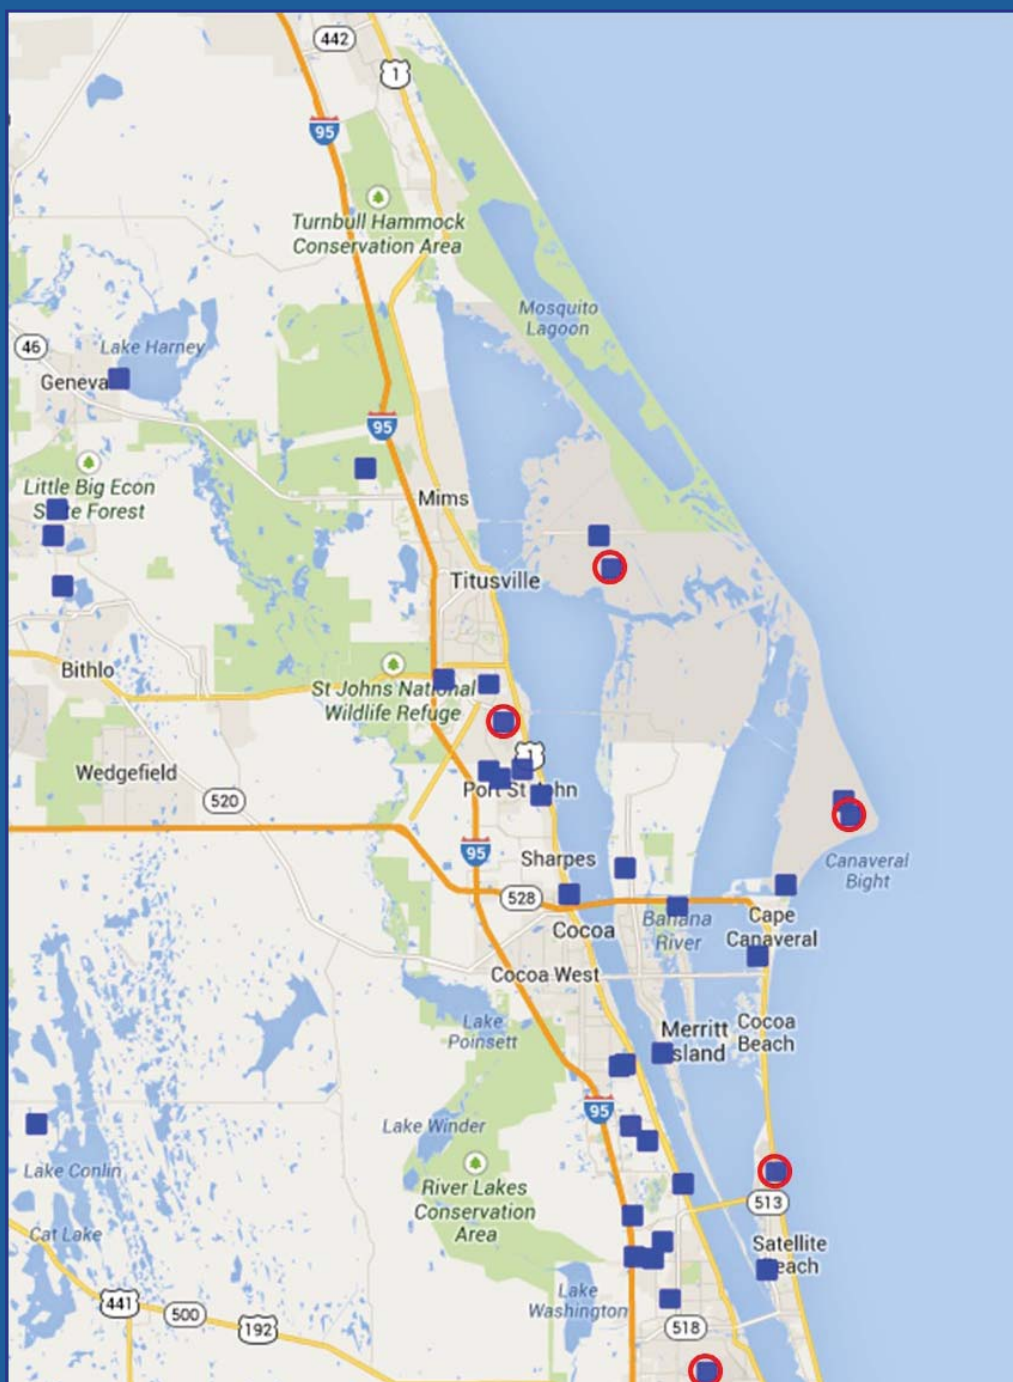 442
1
95
Turnbull Hammock
Conservation Area
Mosquito
Lagoon
46
Lake Harney
Geneva
95
Little Big Econ
State Forest
Mims
Titusville
Bithlo
St Johns National
Wildlife Refuge
1
Wedgefield
Port St John
520
95
Sharpes
Canaveral
Bight
528
Banana
River
Cape
Canaveral
Cocoa
Cocoa West
Lake
Poinsett
Merritt
Island
Cocoa
Beach
95
Lake Winder
Lake Conlin
River Lakes
Conservation
Area
513
Cat Lake
Satellite
Beach
Lake
Washington
441
500
192
518